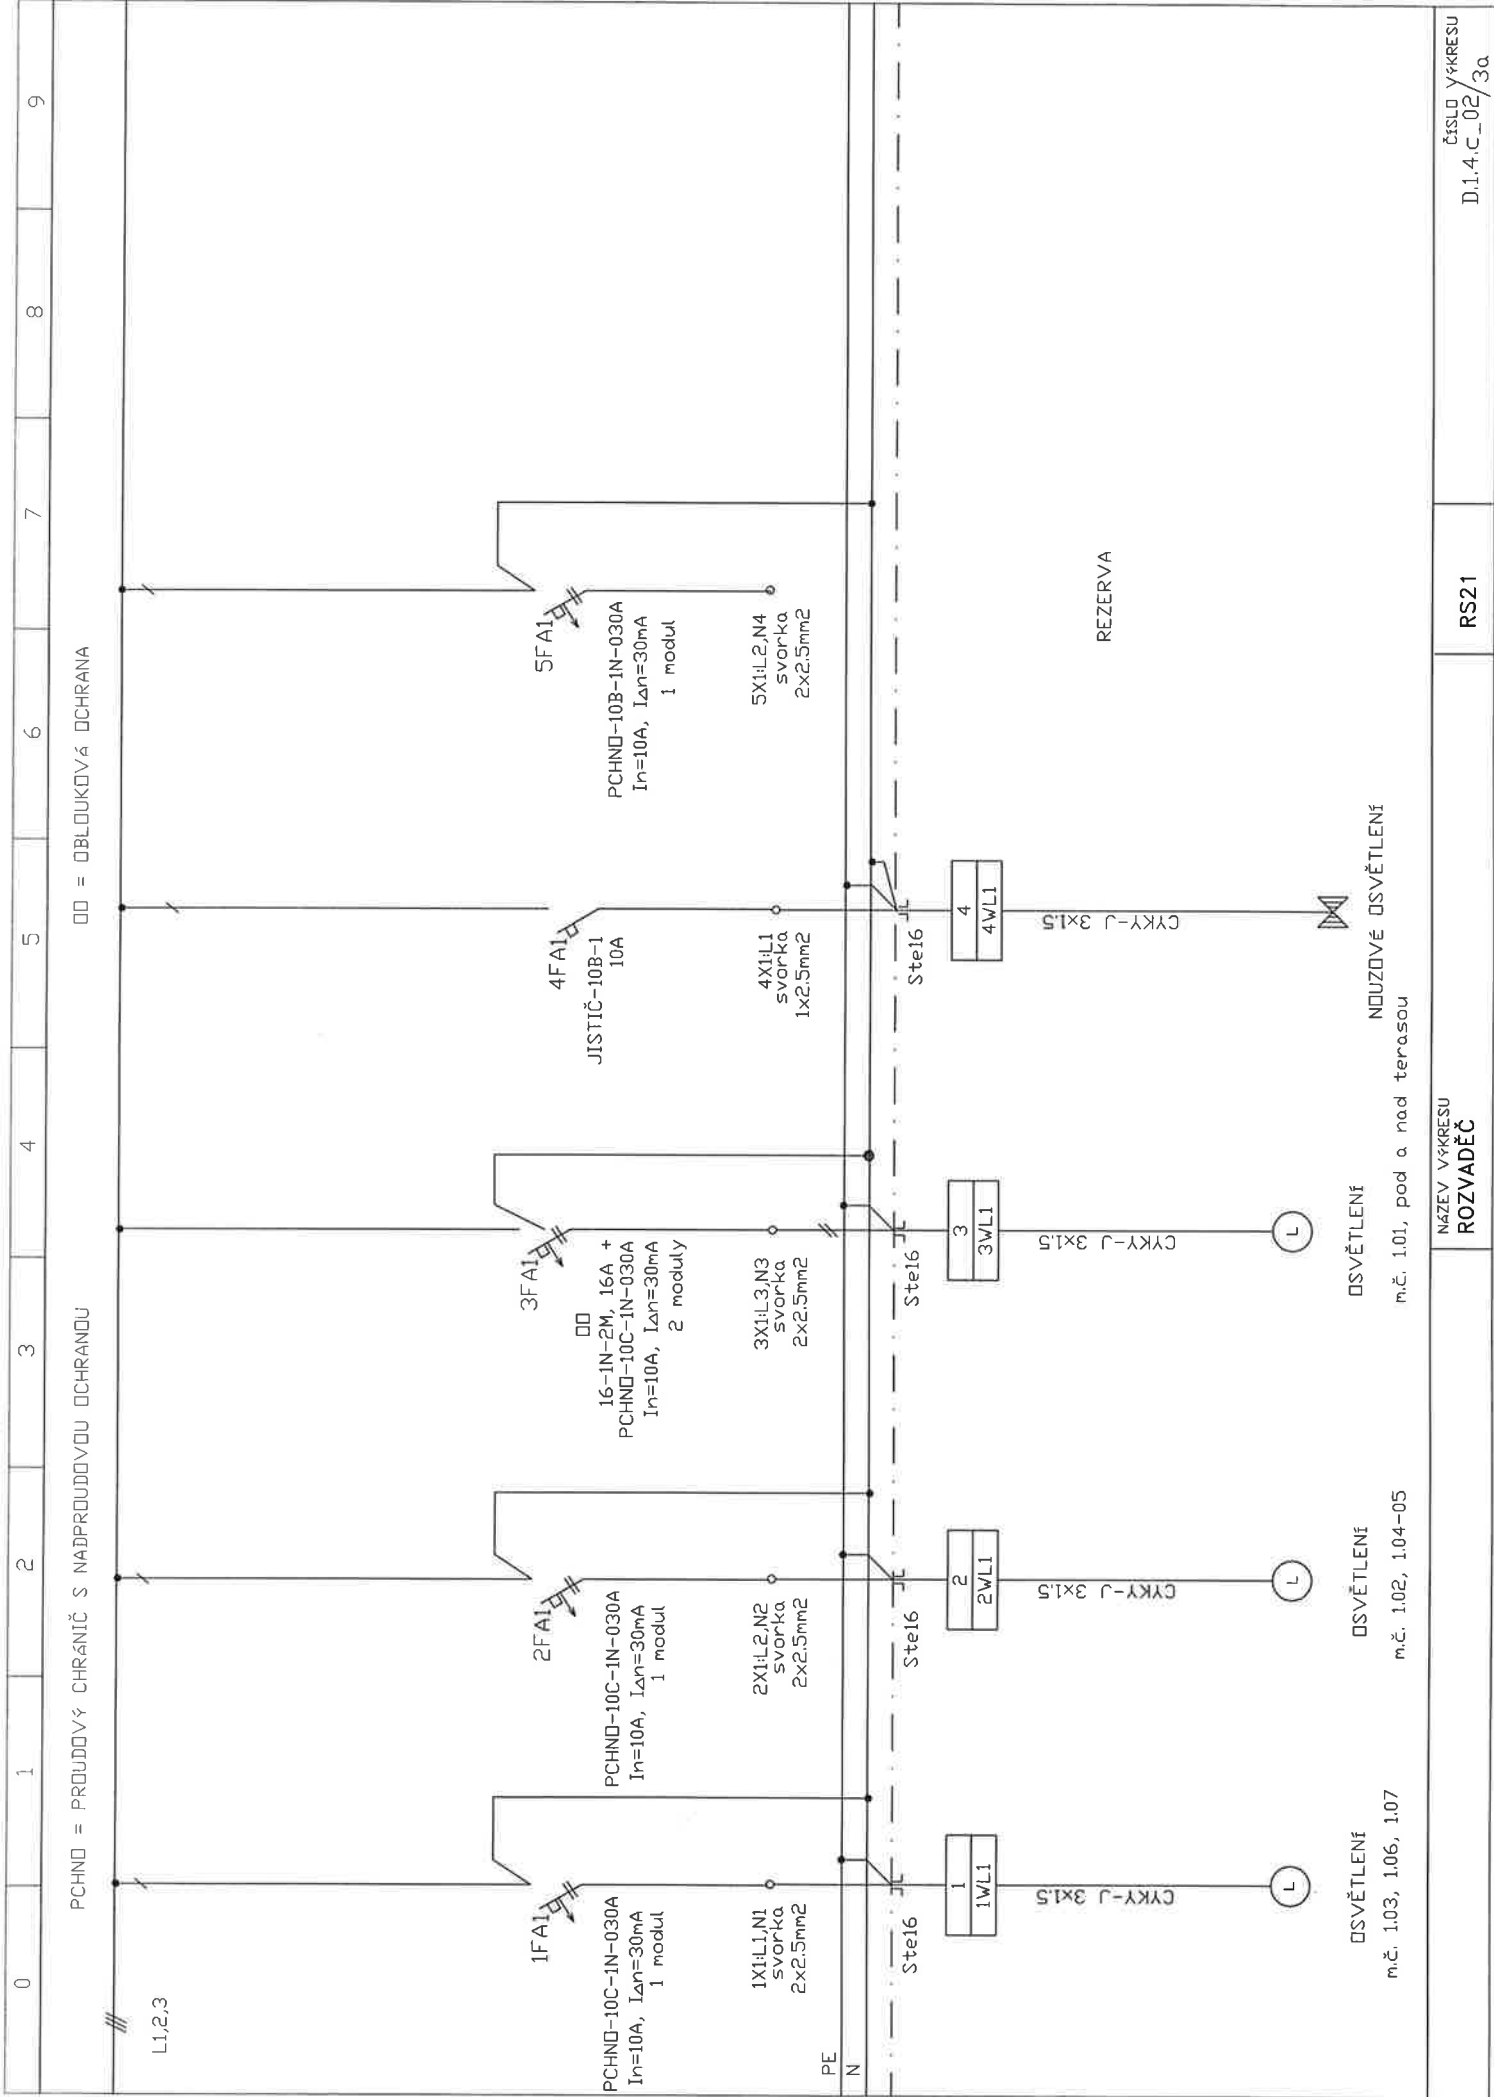 0 1 2 3 4 5 6 7 8 9
PCHNO = PROUDOVÝ CHRÁNIČ S NADPROUDOVOU OCHRANOU
OO = OBLOUKOVÁ OCHRANA
L1,2,3
1FA1
PCHNO-10C-1N-030A
In=10A, I∆n=30mA
1 modul
1X1:L1,N1
svorka
2x2.5mm2
2FA1
PCHNO-10C-1N-030A
In=10A, I∆n=30mA
1 modul
2X1:L2,N2
svorka
2x2.5mm2
3FA1
OO
16-1N-2M, 16A +
PCHNO-10C-1N-030A
In=10A, I∆n=30mA
2 moduly
3X1:L3,N3
svorka
2x2.5mm2
4FA1
JISTIČ-10B-1
10A
4X1:L1
svorka
1x2.5mm2
5FA1
PCHNO-10B-1N-030A
In=10A, I∆n=30mA
1 modul
5X1:L2,N4
svorka
2x2.5mm2
PE
N
Ste16
1
1WL1
CYKY-J 3x1.5
L
OSVĚTLENÍ
m.č. 1.03, 1.06, 1.07
Ste16
2
2WL1
CYKY-J 3x1.5
L
OSVĚTLENÍ
m.č. 1.02, 1.04-05
Ste16
3
3WL1
CYKY-J 3x1.5
L
OSVĚTLENÍ
m.č. 1.01, pod a nad terasou
Ste16
4
4WL1
CYKY-J 3x1.5
NOUZOVÉ OSVĚTLENÍ
REZERVA
NÁZEV VÝKRESU
ROZVADĚČ
RS21
ČÍSLO VÝKRESU
D.1.4.C_02/3a